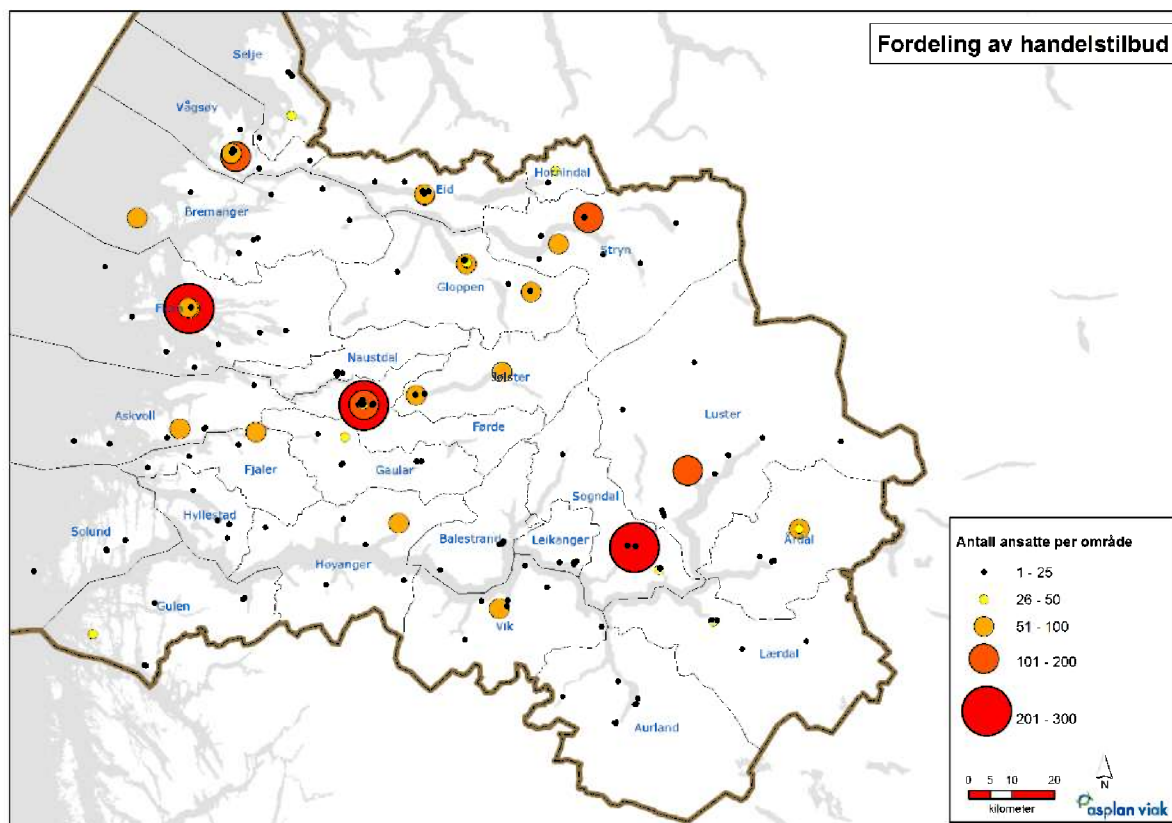 Fordeling av handelstilbud
Selje
Vågsøy
Hornindal
Eid
Bremanger
Stryn
Gloppen
Naustdal
Jølster
Askvoll
Førde
Luster
Fjaler
Gaular
Sogndal
Hyllestad
Solund
Balestrand
Leikanger
Årdal
Høyanger
Gulen
Vik
Lærdal
Aurland
Antall ansatte per område
1 - 25
26 - 50
51 - 100
101 - 200
201 - 300
N
0 5 10 20
kilometer
asplan viak